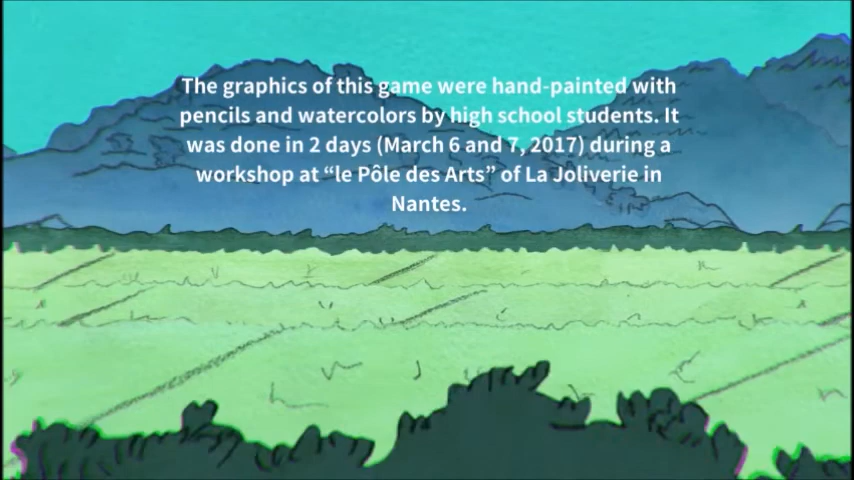 The graphics of this game were hand-painted with
pencils and watercolors by high school students. It
was done in 2 days (March 6 and 7, 2017) during a
workshop at “le Pôle des Arts” of La Joliverie in
Nantes.